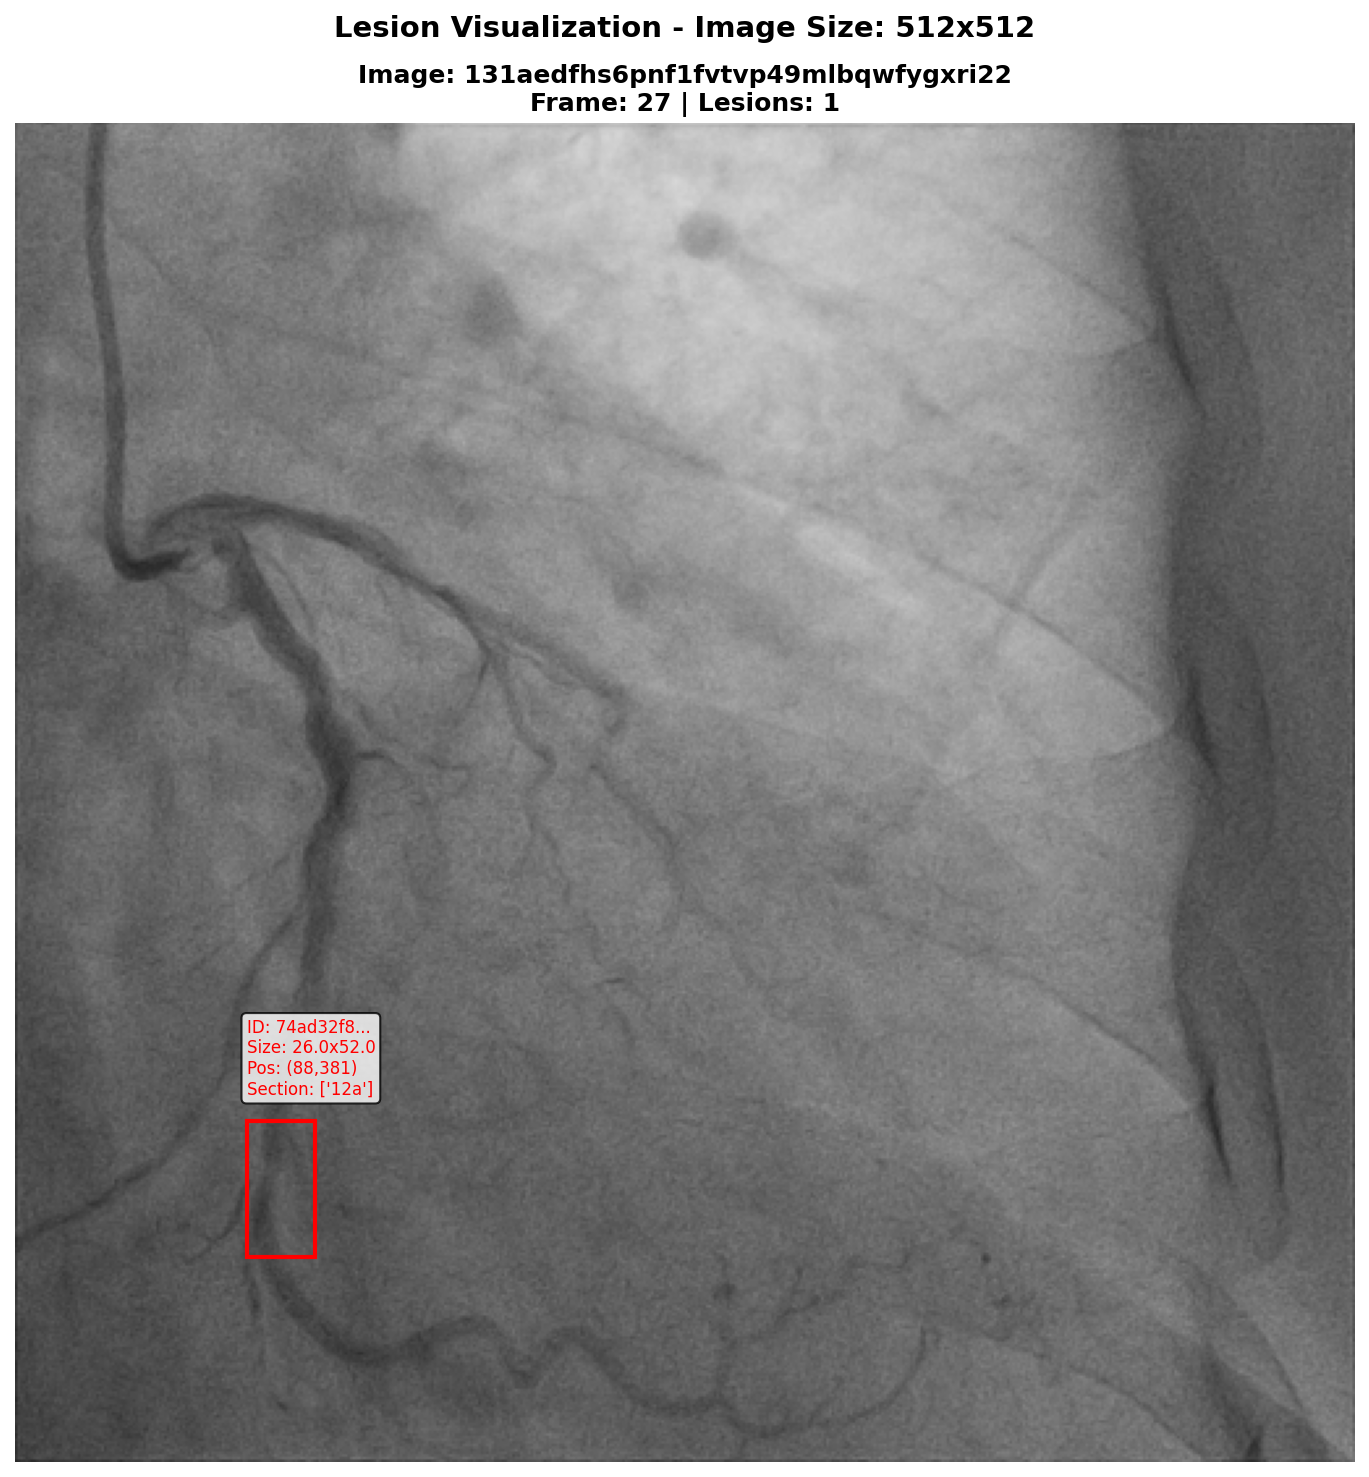 Lesion Visualization - Image Size: 512x512
Image: 131aedfhs6pnf1fvtvp49mlbqwfygxri22
Frame: 27 | Lesions: 1
ID: 74ad32f8...
Size: 26.0x52.0
Pos: (88,381)
Section: ['12a']